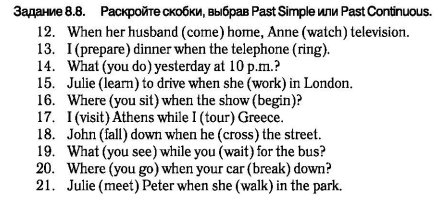 Задание 8.8. Раскройте скобки, выбрав Past Simple или Past Continuous.
12. When her husband (come) home, Anne (watch) television.
13. I (prepare) dinner when the telephone (ring).
14. What (you do) yesterday at 10 p.m.?
15. Julie (learn) to drive when she (work) in London.
16. Where (you sit) when the show (begin)?
17. I (visit) Athens while I (tour) Greece.
18. John (fall) down when he (cross) the street.
19. What (you see) while you (wait) for the bus?
20. Where (you go) when your car (break) down?
21. Julie (meet) Peter when she (walk) in the park.